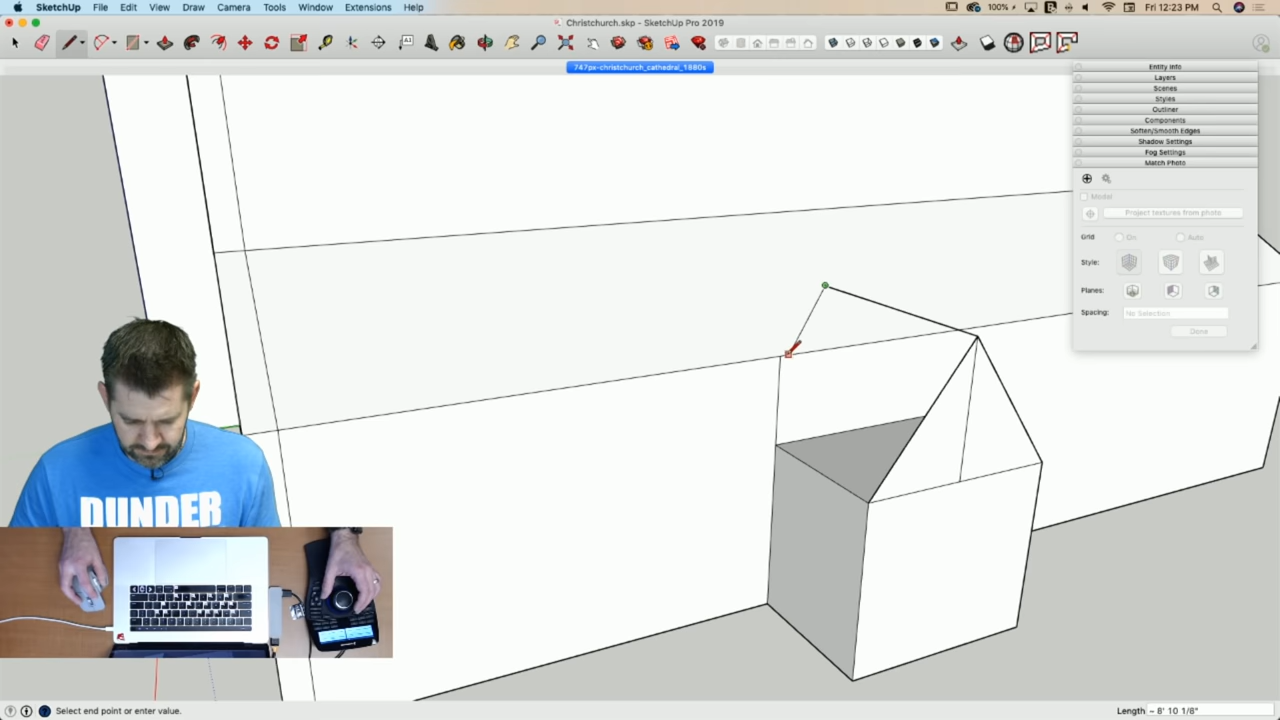 SketchUp File Edit View Draw Camera Tools Window Extensions Help
100% Fri 12:23 PM
Christchurch.skp - SketchUp Pro 2019
747px-christchurch_cathedral_1880s
Entity Info
Layers
Scenes
Styles
Outliner
Components
Soften/Smooth Edges
Shadow Settings
Fog Settings
Match Photo
Model
Project textures from photo
Grid On Auto
Style:
Planes:
Spacing: No Selection
Done
DUNDER
Select end point or enter value.
Length ~ 8' 10 1/8"